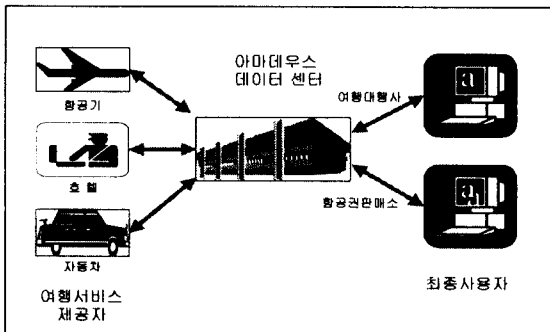 아마데우스
데이터 센터
항공기
여행대행사
호텔
항공권판매소
자동차
여행서비스
제공자
최종사용자